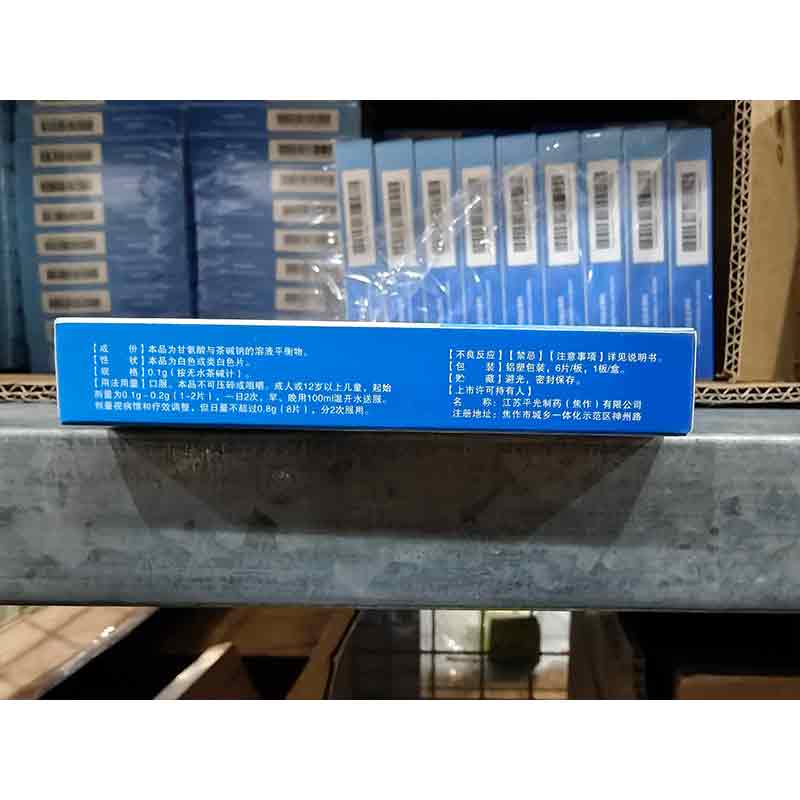 【成　份】本品为甘氨酸与茶碱钠的溶液平衡物。
【性　状】本品为白色或类白色片。
【规　格】0.1g（按无水茶碱计）。
【用法用量】口服。本品不可压碎或咀嚼。成人或12岁以上儿童，起始
剂量为0.1g-0.2g（1-2片），一日2次，早、晚用100ml温开水送服。
剂量视病情和疗效调整，但日量不超过0.8g（8片），分2次服用。
【不良反应】【禁忌】【注意事项】详见说明书。
【包　装】铝塑包装，6片/板，1板/盒。
【贮　藏】避光，密封保存。
【上市许可持有人】
名　称：江苏平光制药（焦作）有限公司
注册地址：焦作市城乡一体化示范区神州路